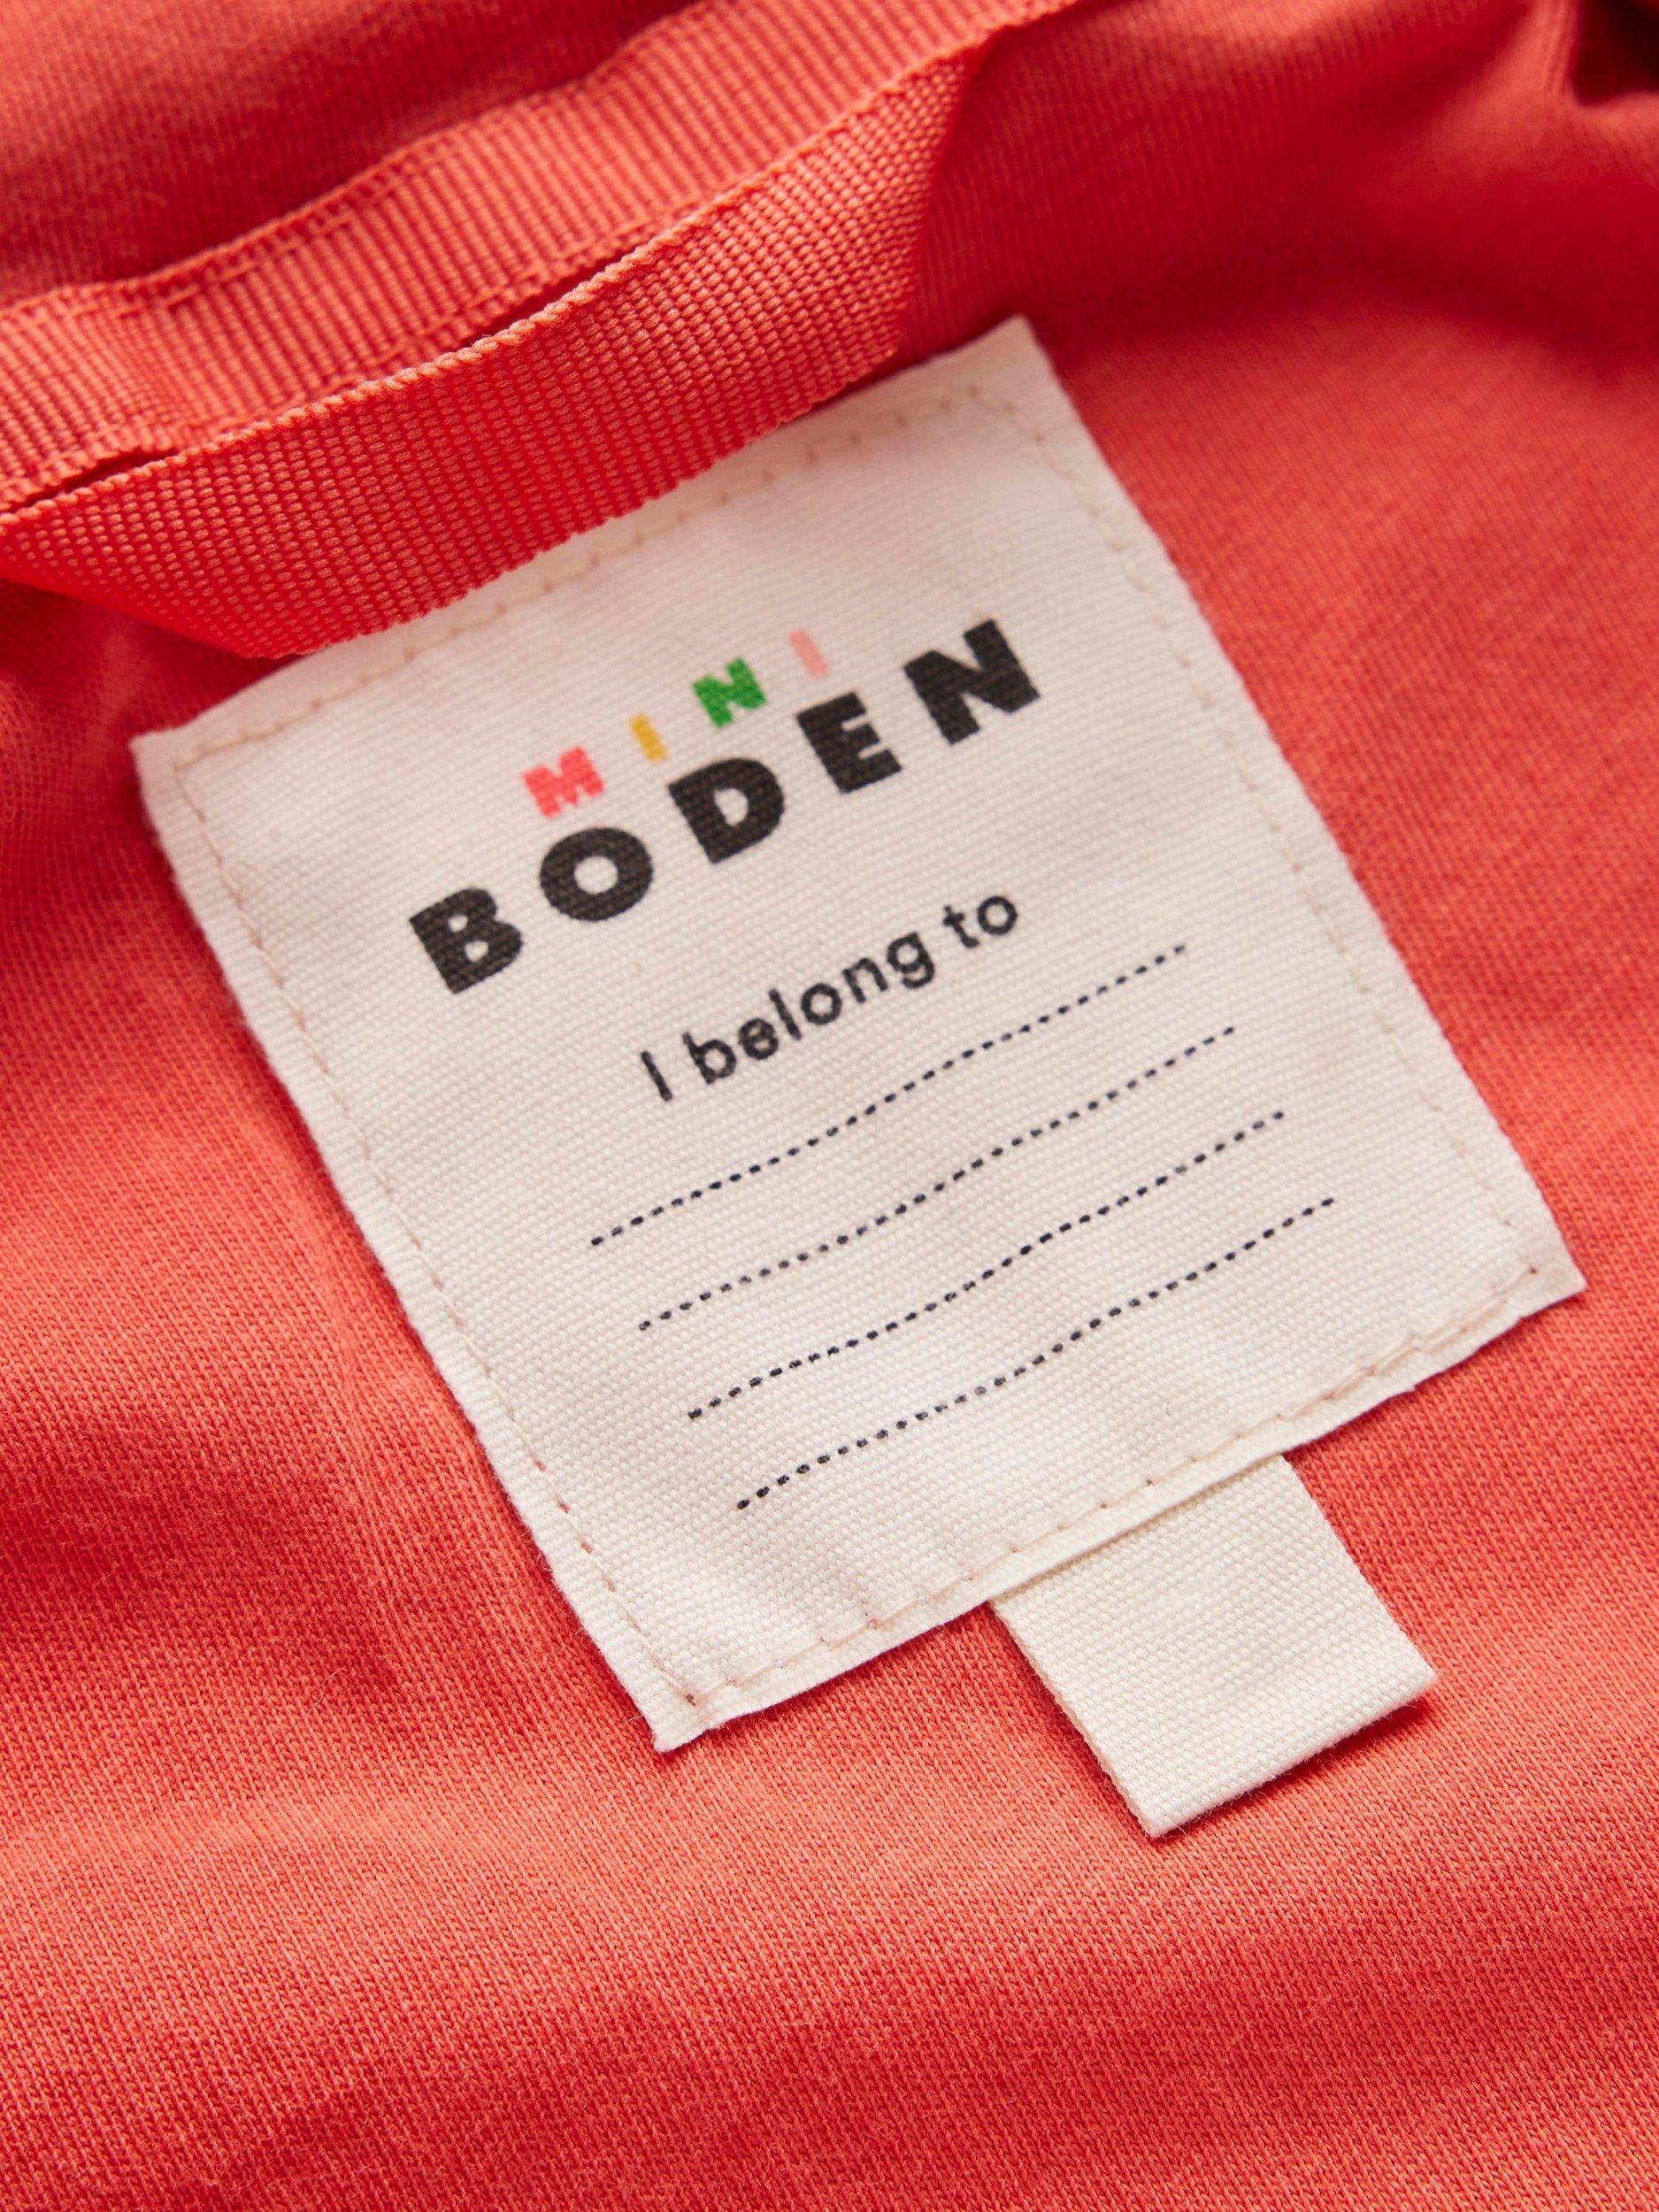 MINI
BODEN
I belong to